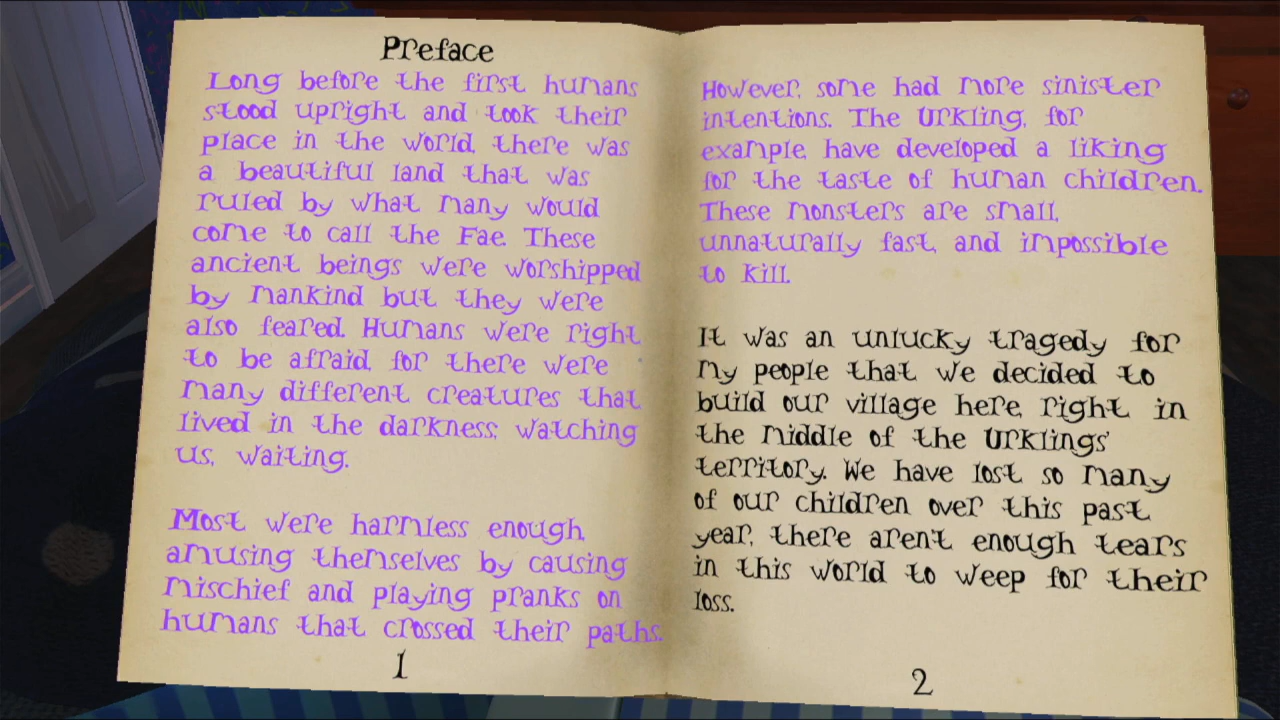 Preface
Long before the first humans
stood upright and took their
place in the world, there was
a beautiful land that was
ruled by what many would
come to call the Fae. These
ancient beings were worshipped
by mankind but they were
also feared. Humans were right
to be afraid, for there were
many different creatures that
lived in the darkness, watching
us, waiting.
Most were harmless enough,
amusing themselves by causing
mischief and playing pranks on
humans that crossed their paths.
1
However, some had more sinister
intentions. The Urkling, for
example, have developed a liking
for the taste of human children.
These monsters are small,
unnaturally fast, and impossible
to kill.
It was an unlucky tragedy for
my people that we decided to
build our village here, right in
the middle of the Urklings'
territory. We have lost so many
of our children over this past
year, there aren't enough tears
in this world to weep for their
loss.
2